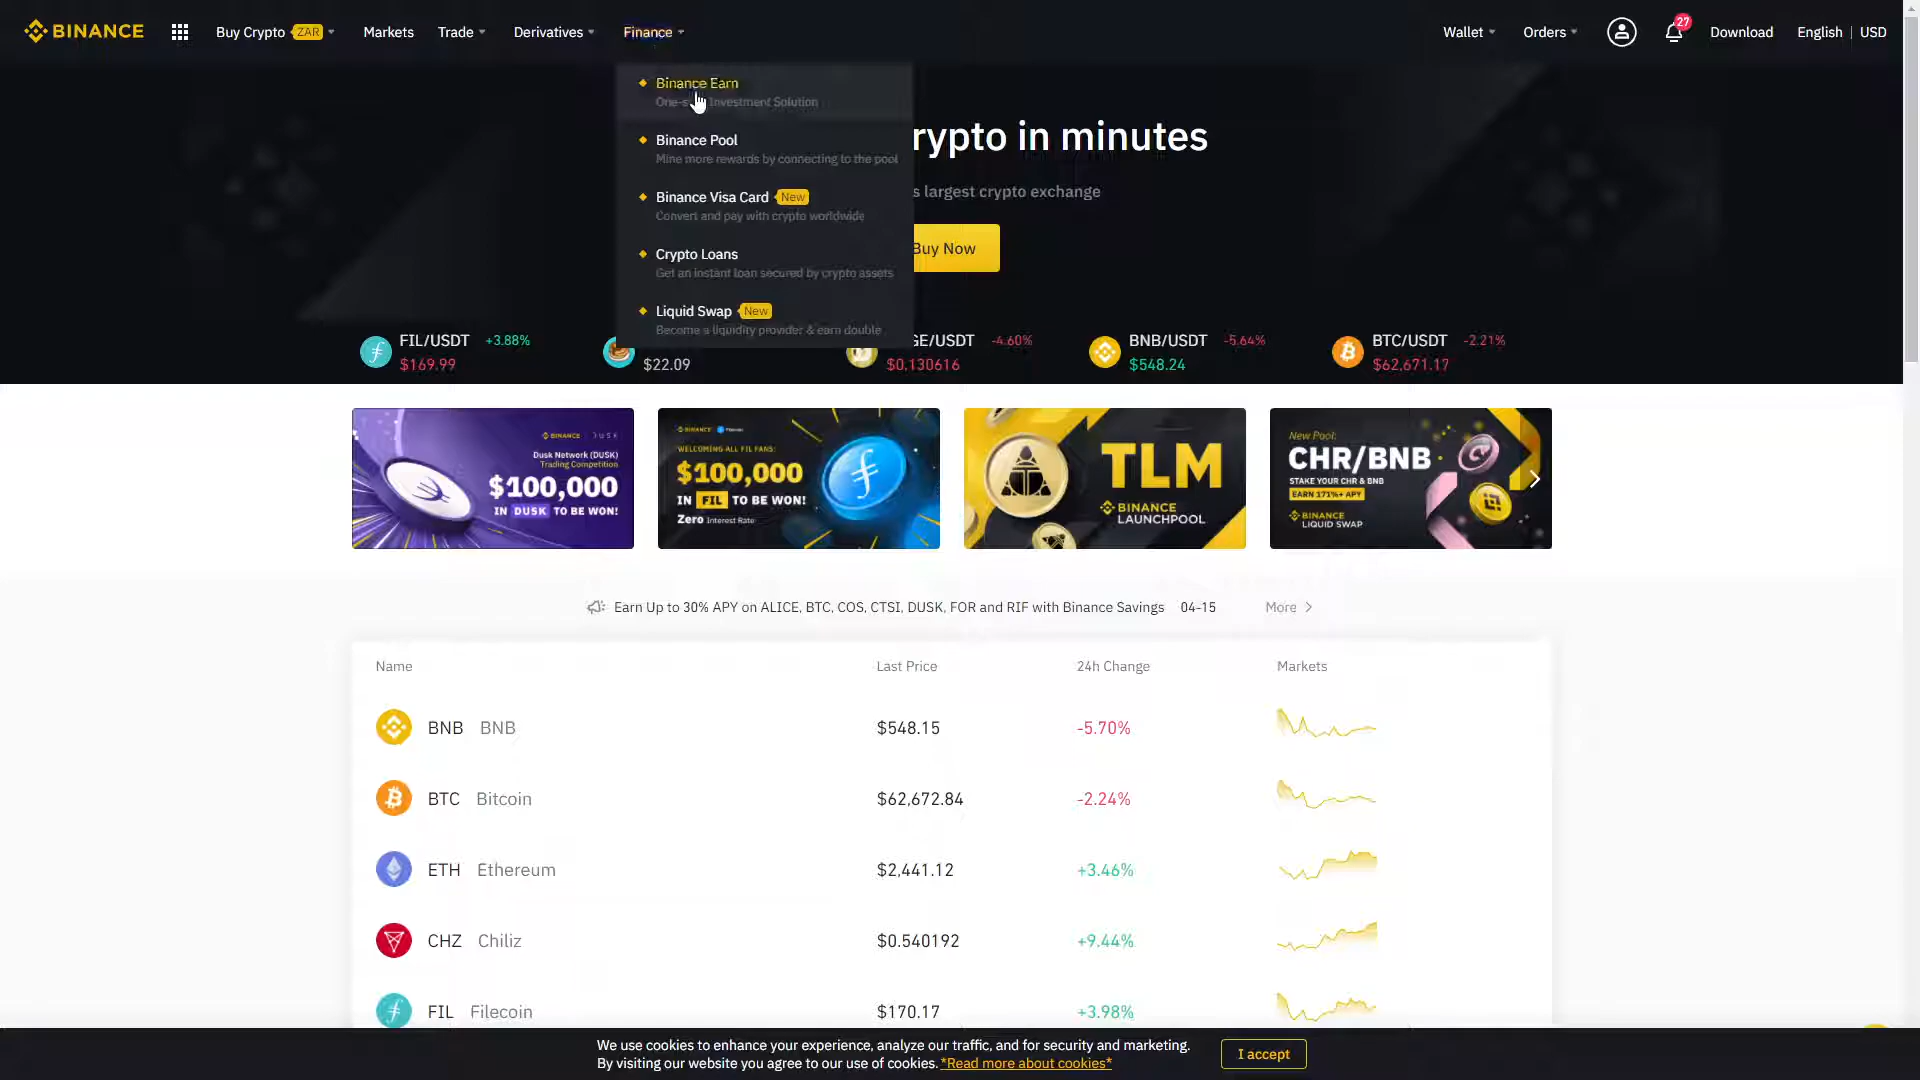 BINANCE
Buy Crypto ZAR
Markets
Trade
Derivatives
Finance
Wallet
Orders
27
Download
English | USD
Binance Earn
Investment Solution
Binance Pool
Mine more rewards by connecting to the pool
Binance Visa Card New
Convert and pay with crypto worldwide
Crypto Loans
Get an instant loan secured by crypto assets
Liquid Swap New
Become a liquidity provider & earn double
rypto in minutes
s largest crypto exchange
Buy Now
FIL/USDT +3.88%
$169.99
$22.09
GE/USDT -4.60%
$0.130616
BNB/USDT -5.64%
$548.24
BTC/USDT -2.21%
$62,671.17
BINANCE | DUSK
Dusk Network (DUSK)
Trading Competition
$100,000
IN DUSK TO BE WON!
BINANCE Filecoin
WELCOMING ALL FIL FANS:
$100,000
IN FIL TO BE WON!
Zero Interest Rate
TLM
BINANCE
LAUNCHPOOL
New Pool:
CHR/BNB
STAKE YOUR CHR & BNB
EARN 171%+ APY
BINANCE
LIQUID SWAP
Earn Up to 30% APY on ALICE, BTC, COS, CTSI, DUSK, FOR and RIF with Binance Savings 04-15 More
Name Last Price 24h Change Markets
BNB BNB $548.15 -5.70%
BTC Bitcoin $62,672.84 -2.24%
ETH Ethereum $2,441.12 +3.46%
CHZ Chiliz $0.540192 +9.44%
FIL Filecoin $170.17 +3.98%
We use cookies to enhance your experience, analyze our traffic, and for security and marketing.
By visiting our website you agree to our use of cookies. *Read more about cookies*
I accept